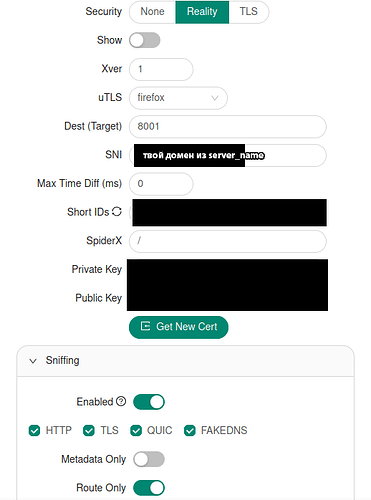 Security None Reality TLS
Show
Xver 1
uTLS firefox
Dest (Target) 8001
SNI твой домен из server_name
Max Time Diff (ms) 0
Short IDs
SpiderX /
Private Key
Public Key
Get New Cert
Sniffing
Enabled
HTTP TLS QUIC FAKEDNS
Metadata Only
Route Only